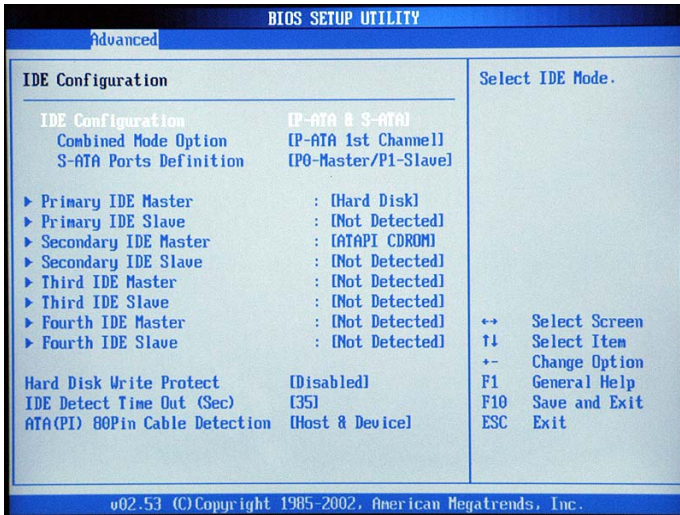 BIOS SETUP UTILITY
Advanced
IDE Configuration
IDE Configuration [P-ATA & S-ATA]
Combined Mode Option [P-ATA 1st Channel]
S-ATA Ports Definition [P0-Master/P1-Slave]
Primary IDE Master : [Hard Disk]
Primary IDE Slave : [Not Detected]
Secondary IDE Master : [ATAPI CDROM]
Secondary IDE Slave : [Not Detected]
Third IDE Master : [Not Detected]
Third IDE Slave : [Not Detected]
Fourth IDE Master : [Not Detected]
Fourth IDE Slave : [Not Detected]
Hard Disk Write Protect [Disabled]
IDE Detect Time Out (Sec) [35]
ATA(PI) 80Pin Cable Detection [Host & Device]
Select IDE Mode.
↔ Select Screen
↑↓ Select Item
+- Change Option
F1 General Help
F10 Save and Exit
ESC Exit
v02.53 (C)Copyright 1985-2002, American Megatrends, Inc.